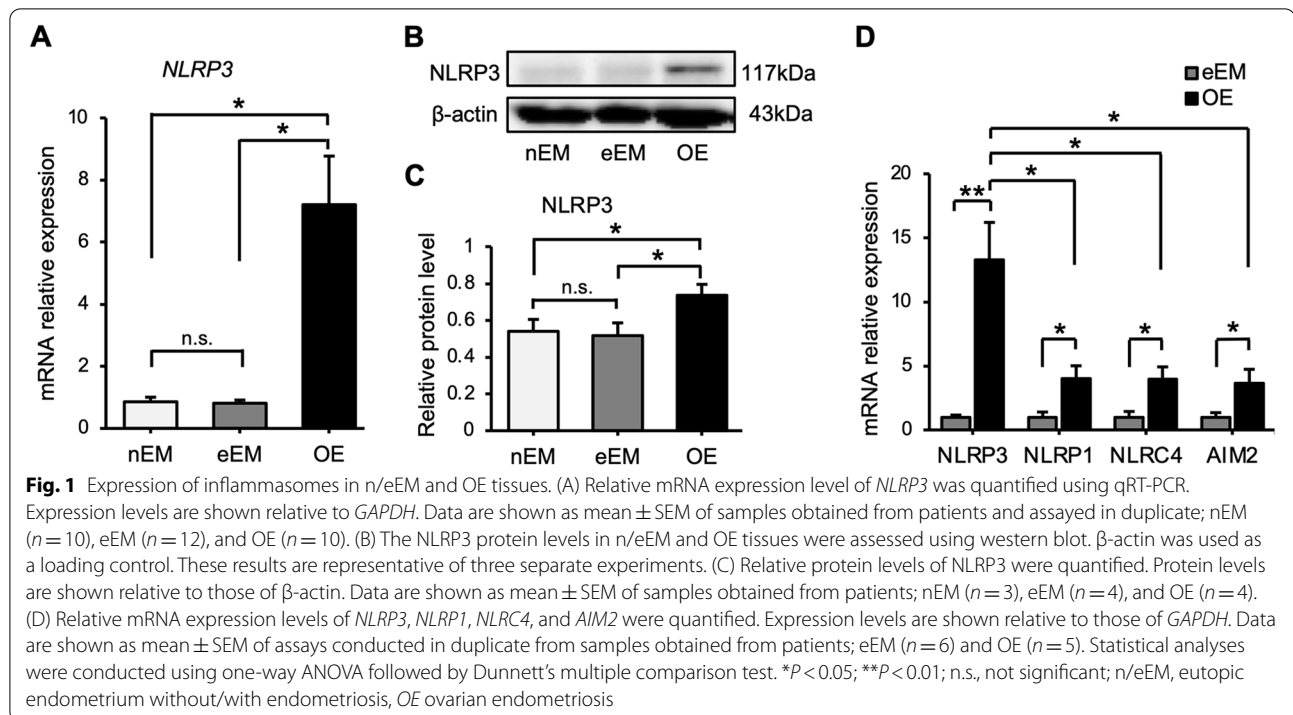 A
NLRP3
mRNA relative expression
10
8
6
4
2
0
*
*
n.s.
nEM eEM OE
B
NLRP3 117kDa
β-actin 43kDa
nEM eEM OE
C
NLRP3
Relative protein level
1
0.8
0.6
0.4
0.2
0
*
*
n.s.
nEM eEM OE
D
eEM
OE
mRNA relative expression
20
15
10
5
0
*
*
*
**
* * *
NLRP3 NLRP1 NLRC4 AIM2
Fig. 1 Expression of inflammasomes in n/eEM and OE tissues. (A) Relative mRNA expression level of NLRP3 was quantified using qRT-PCR.
Expression levels are shown relative to GAPDH. Data are shown as mean ± SEM of samples obtained from patients and assayed in duplicate; nEM
(n = 10), eEM (n = 12), and OE (n = 10). (B) The NLRP3 protein levels in n/eEM and OE tissues were assessed using western blot. β-actin was used as
a loading control. These results are representative of three separate experiments. (C) Relative protein levels of NLRP3 were quantified. Protein levels
are shown relative to those of β-actin. Data are shown as mean ± SEM of samples obtained from patients; nEM (n = 3), eEM (n = 4), and OE (n = 4).
(D) Relative mRNA expression levels of NLRP3, NLRP1, NLRC4, and AIM2 were quantified. Expression levels are shown relative to those of GAPDH. Data
are shown as mean ± SEM of assays conducted in duplicate from samples obtained from patients; eEM (n = 6) and OE (n = 5). Statistical analyses
were conducted using one-way ANOVA followed by Dunnett's multiple comparison test. *P < 0.05; **P < 0.01; n.s., not significant; n/eEM, eutopic
endometrium without/with endometriosis, OE ovarian endometriosis